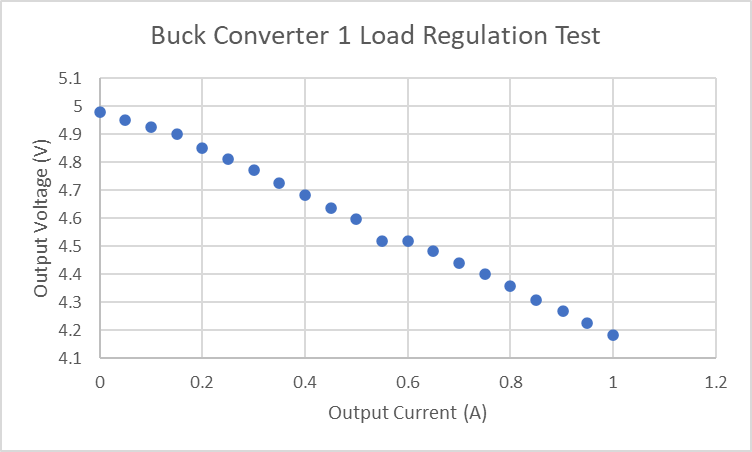 Buck Converter 1 Load Regulation Test
5.1
5
4.9
4.8
4.7
4.6
4.5
4.4
4.3
4.2
4.1
Output Voltage (V)
0 0.2 0.4 0.6 0.8 1 1.2
Output Current (A)